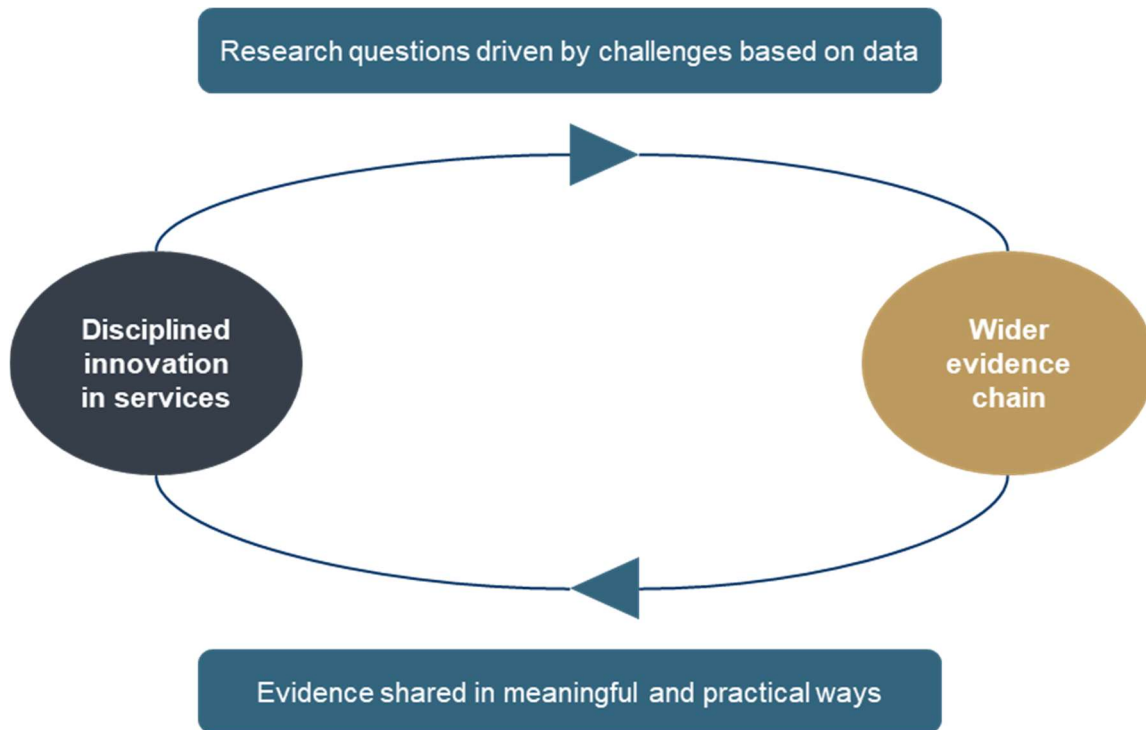 Research questions driven by challenges based on data
Disciplined
innovation
in services
Wider
evidence
chain
Evidence shared in meaningful and practical ways